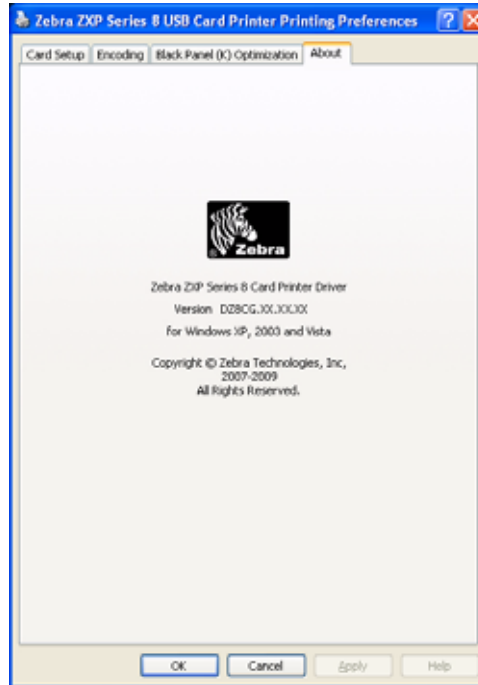 Zebra ZXP Series 8 USB Card Printer Printing Preferences
Card Setup Encoding Black Panel (K) Optimization About
Zebra
Zebra ZXP Series 8 Card Printer Driver
Version DZ8CG.XX.XX.XX
for Windows XP, 2003 and Vista
Copyright © Zebra Technologies, Inc,
2007-2009
All Rights Reserved.
OK Cancel Apply Help